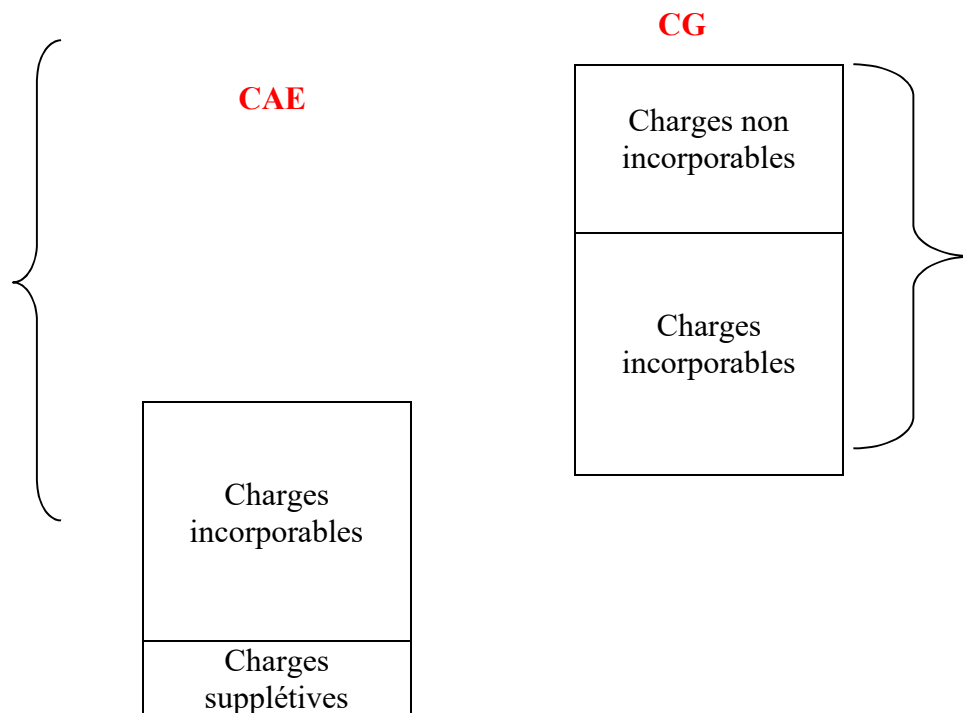 CG
CAE
Charges non
incorporables
Charges
incorporables
Charges
incorporables
Charges
supplétives